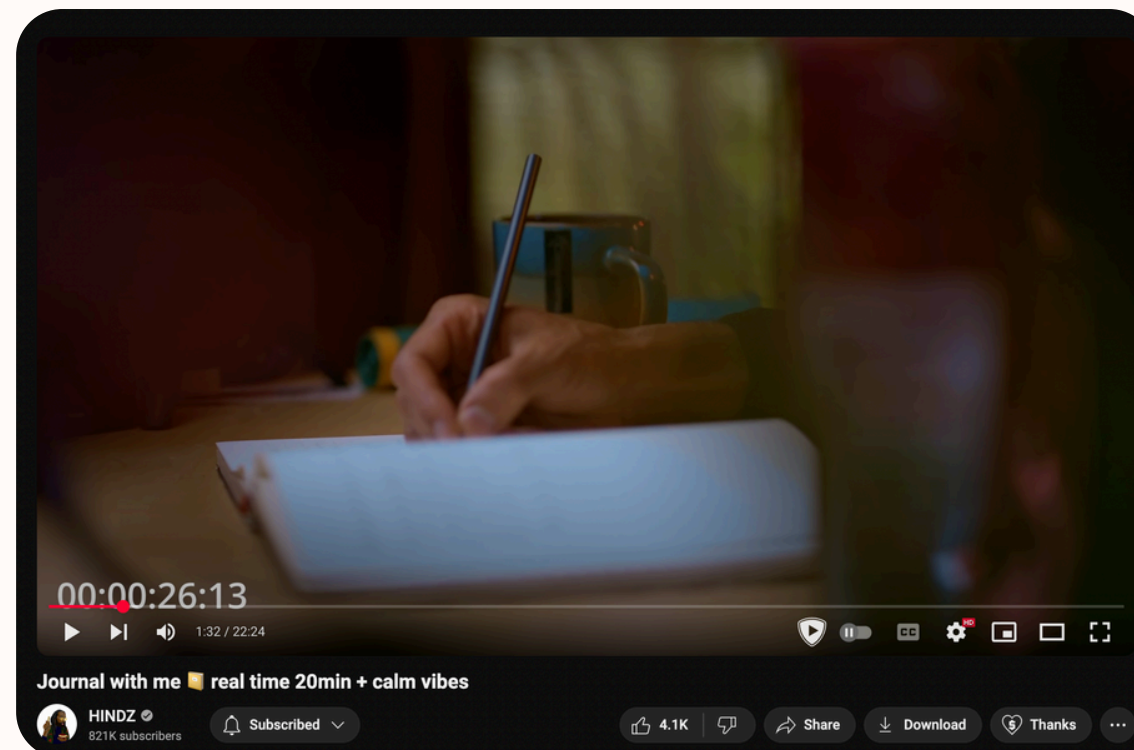 00:00:26:13
1:32 / 22:24
CC
HD
Journal with me 📔 real time 20min + calm vibes
HINDZ
821K subscribers
Subscribed
4.1K
Share
Download
Thanks